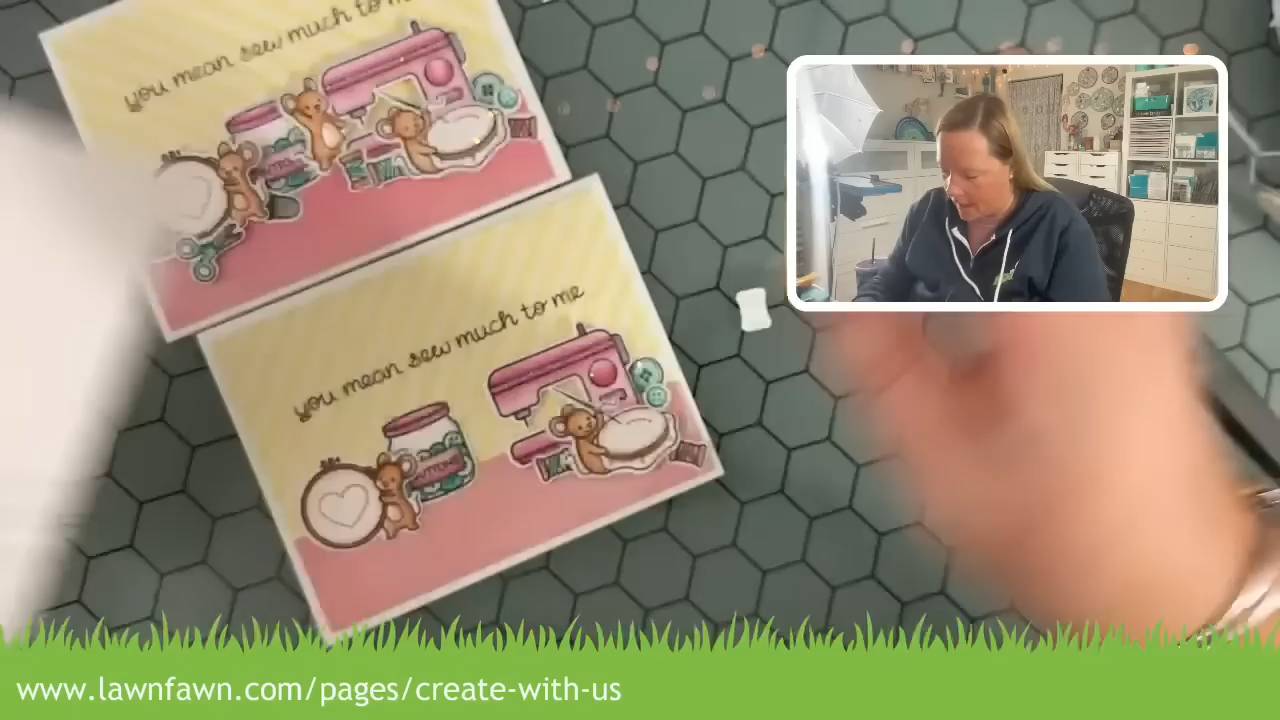 you mean sew much to
you mean sew much to me
www.lawnfawn.com/pages/create-with-us